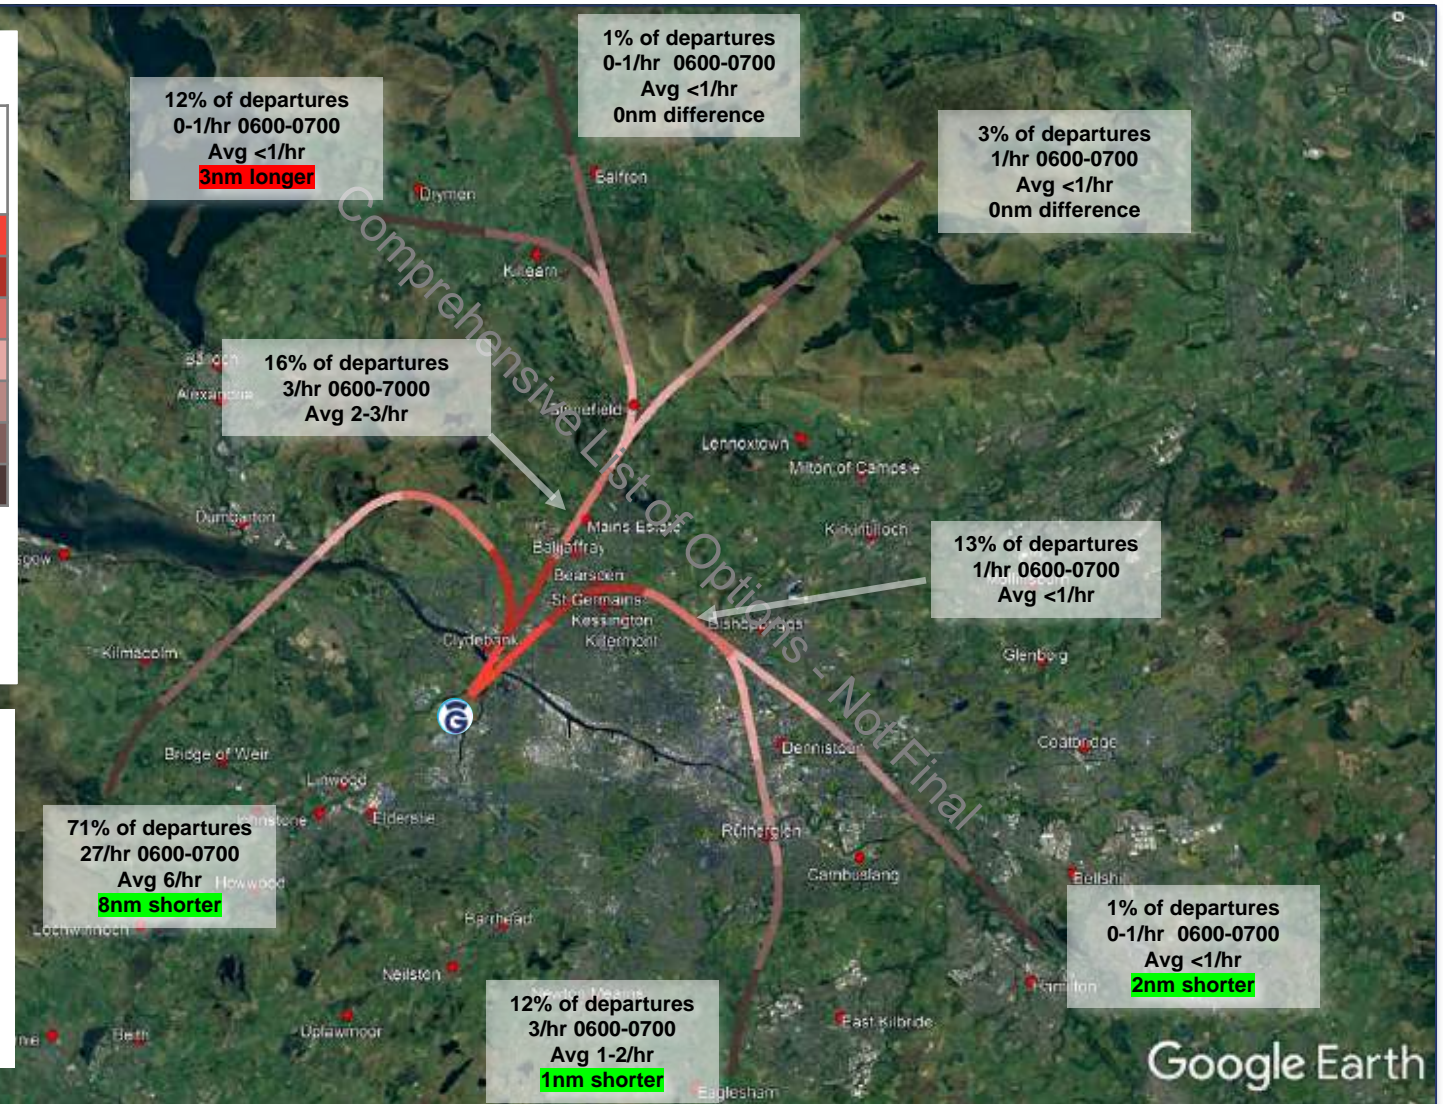 1% of departures
0-1/hr 0600-0700
Avg <1/hr
0nm difference
12% of departures
0-1/hr 0600-0700
Avg <1/hr
3nm longer
3% of departures
1/hr 0600-0700
Avg <1/hr
0nm difference
Balfron
Drymen
Killearn
16% of departures
3/hr 0600-7000
Avg 2-3/hr
Alexandria
Lennoxtown
Milton of Campsie
Dumbarton
Mains Estate
Kirkintilloch
Baljaffray
13% of departures
1/hr 0600-0700
Avg <1/hr
Bearsden
St Germains
Kessington
Killermont
Bishopbriggs
Clydebank
Kilmacolm
Glenboig
Comprehensive List of Options - Not Final
G
Dennistoun
Coatbridge
Bridge of Weir
Linwood
Johnstone
Elderslie
Rutherglen
71% of departures
27/hr 0600-0700
Avg 6/hr
8nm shorter
Howwood
Cambuslang
Bellshill
Lochwinnoch
Barrhead
1% of departures
0-1/hr 0600-0700
Avg <1/hr
2nm shorter
Neilston
Newton Mearns
Hamilton
12% of departures
3/hr 0600-0700
Avg 1-2/hr
1nm shorter
Beith
Uplawmoor
East Kilbride
Eaglesham
Google Earth